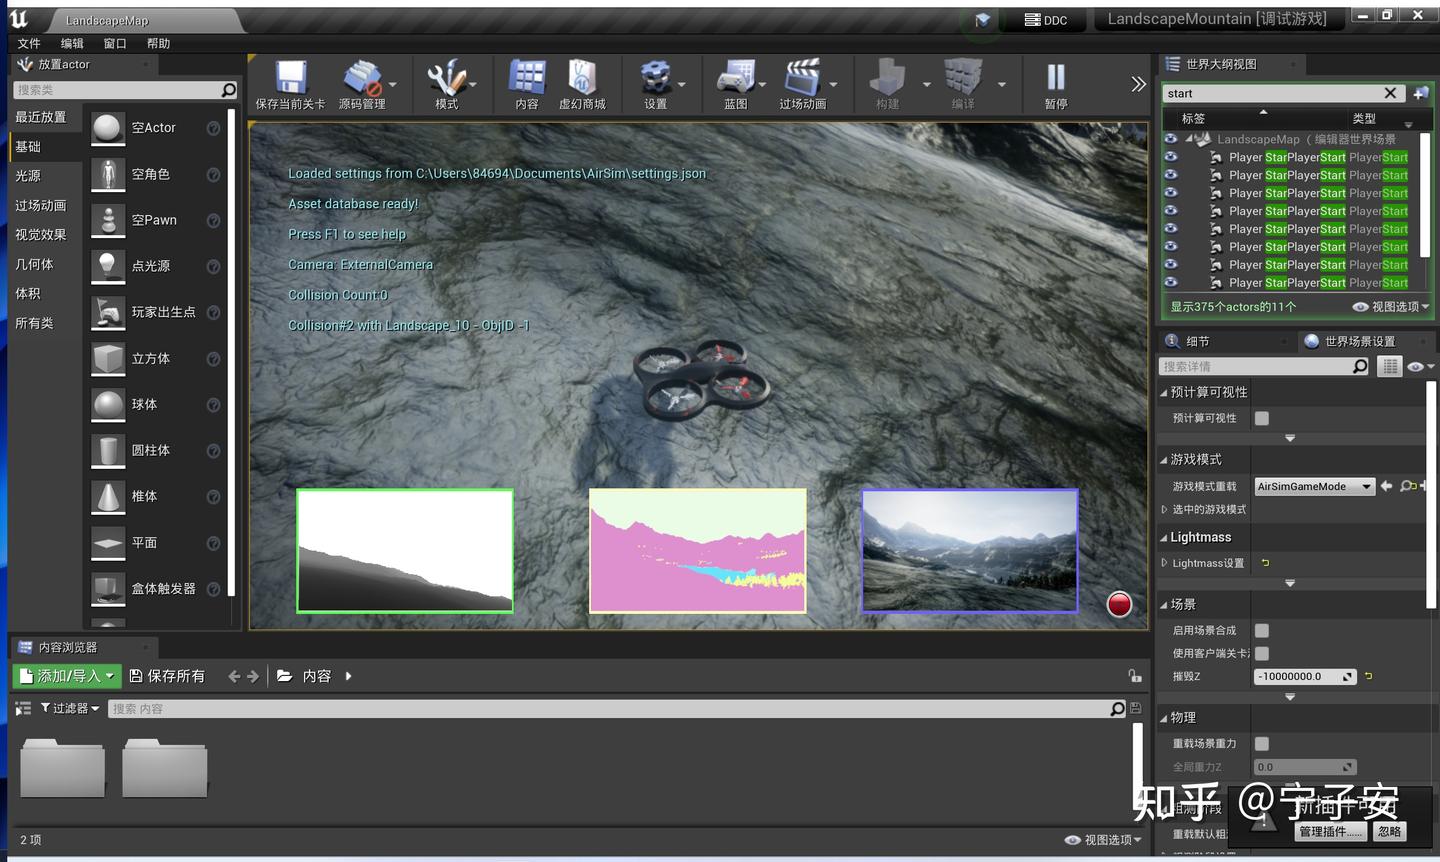 LandscapeMap
DDC
LandscapeMountain [调试游戏]
文件 编辑 窗口 帮助
放置actor
搜索类
最近放置
基础
光源
过场动画
视觉效果
几何体
体积
所有类
空Actor
空角色
空Pawn
点光源
玩家出生点
立方体
球体
圆柱体
椎体
平面
盒体触发器
保存当前关卡 源码管理 模式 内容 虚幻商城 设置 蓝图 过场动画 构建 编译 暂停
Loaded settings from C:\Users\84694\Documents\AirSim\settings.json
Asset database ready!
Press F1 to see help
Camera: ExternalCamera
Collision Count:0
Collision#2 with Landscape_10 - ObjID -1
世界大纲视图
start
标签 类型
LandscapeMap （编辑器世界场景
Player StarPlayerStart PlayerStart
Player StarPlayerStart PlayerStart
Player StarPlayerStart PlayerStart
Player StarPlayerStart PlayerStart
Player StarPlayerStart PlayerStart
Player StarPlayerStart PlayerStart
Player StarPlayerStart PlayerStart
Player StarPlayerStart PlayerStart
显示375个actors的11个 视图选项
细节 世界场景设置
搜索详情
预计算可视性
预计算可视性
游戏模式
游戏模式重载 AirSimGameMode
选中的游戏模式
Lightmass
Lightmass设置
场景
启用场景合成
使用客户端关卡
摧毁Z -10000000.0
物理
重载场景重力
全局重力Z 0.0
粗测阶段
重载默认粗
新插件可用
管理插件...... 忽略
内容浏览器
添加/导入 保存所有 内容
过滤器 搜索 内容
2 项 视图选项
知乎 @宇子安